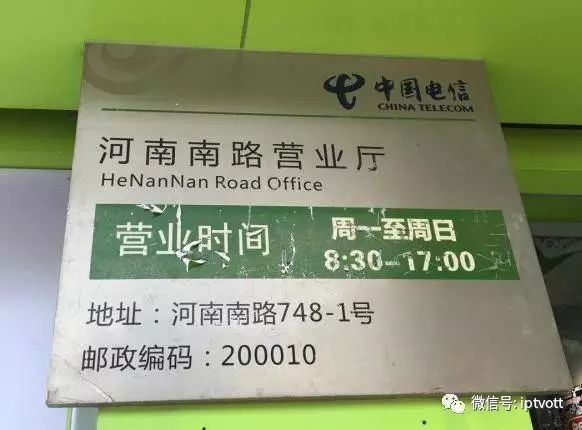 中国电信
CHINA TELECOM
河南南路营业厅
HeNanNan Road Office
营业时间
周一至周日
8:30-17:00
地址：河南南路748-1号
邮政编码：200010
微信号: iptvott